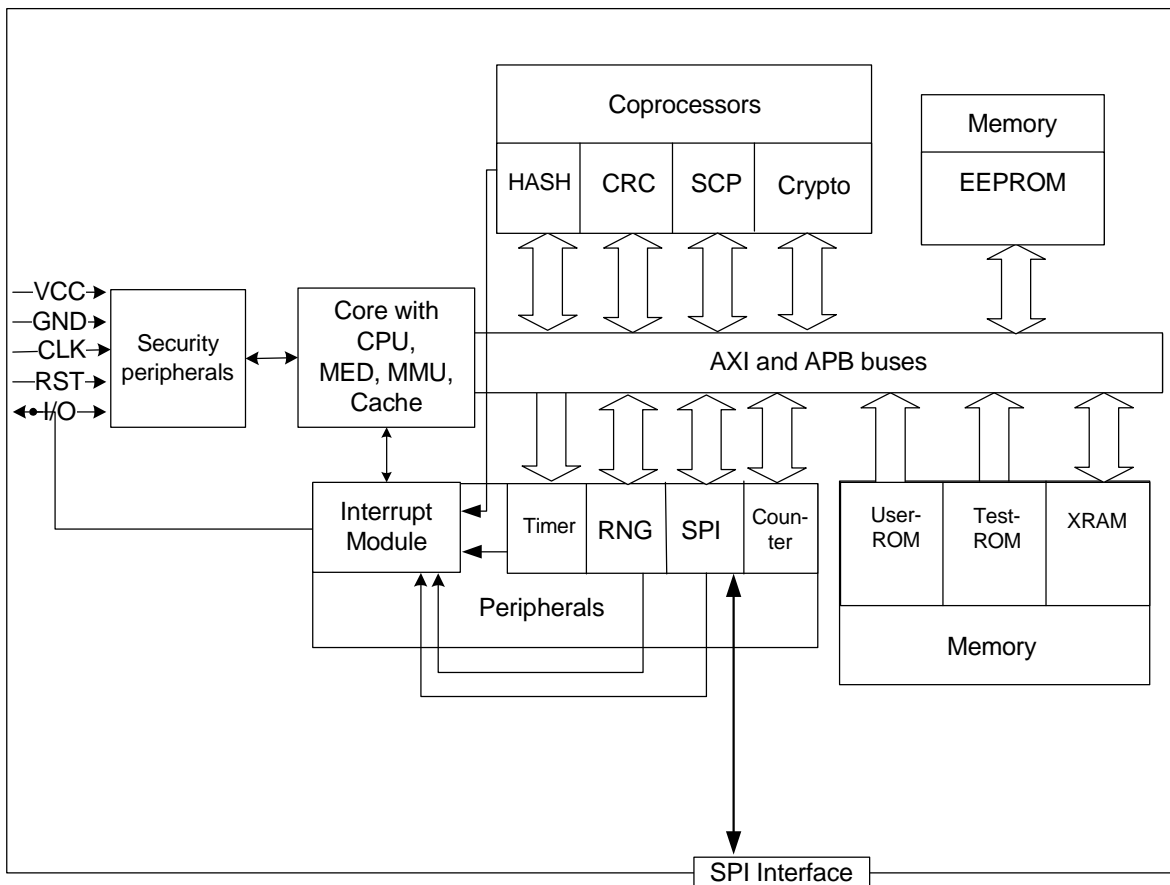 Coprocessors
HASH
CRC
SCP
Crypto
Memory
EEPROM
VCC
GND
CLK
RST
I/O
Security
peripherals
Core with
CPU,
MED, MMU,
Cache
AXI and APB buses
Interrupt
Module
Timer
RNG
SPI
Coun-
ter
Peripherals
User-
ROM
Test-
ROM
XRAM
Memory
SPI Interface